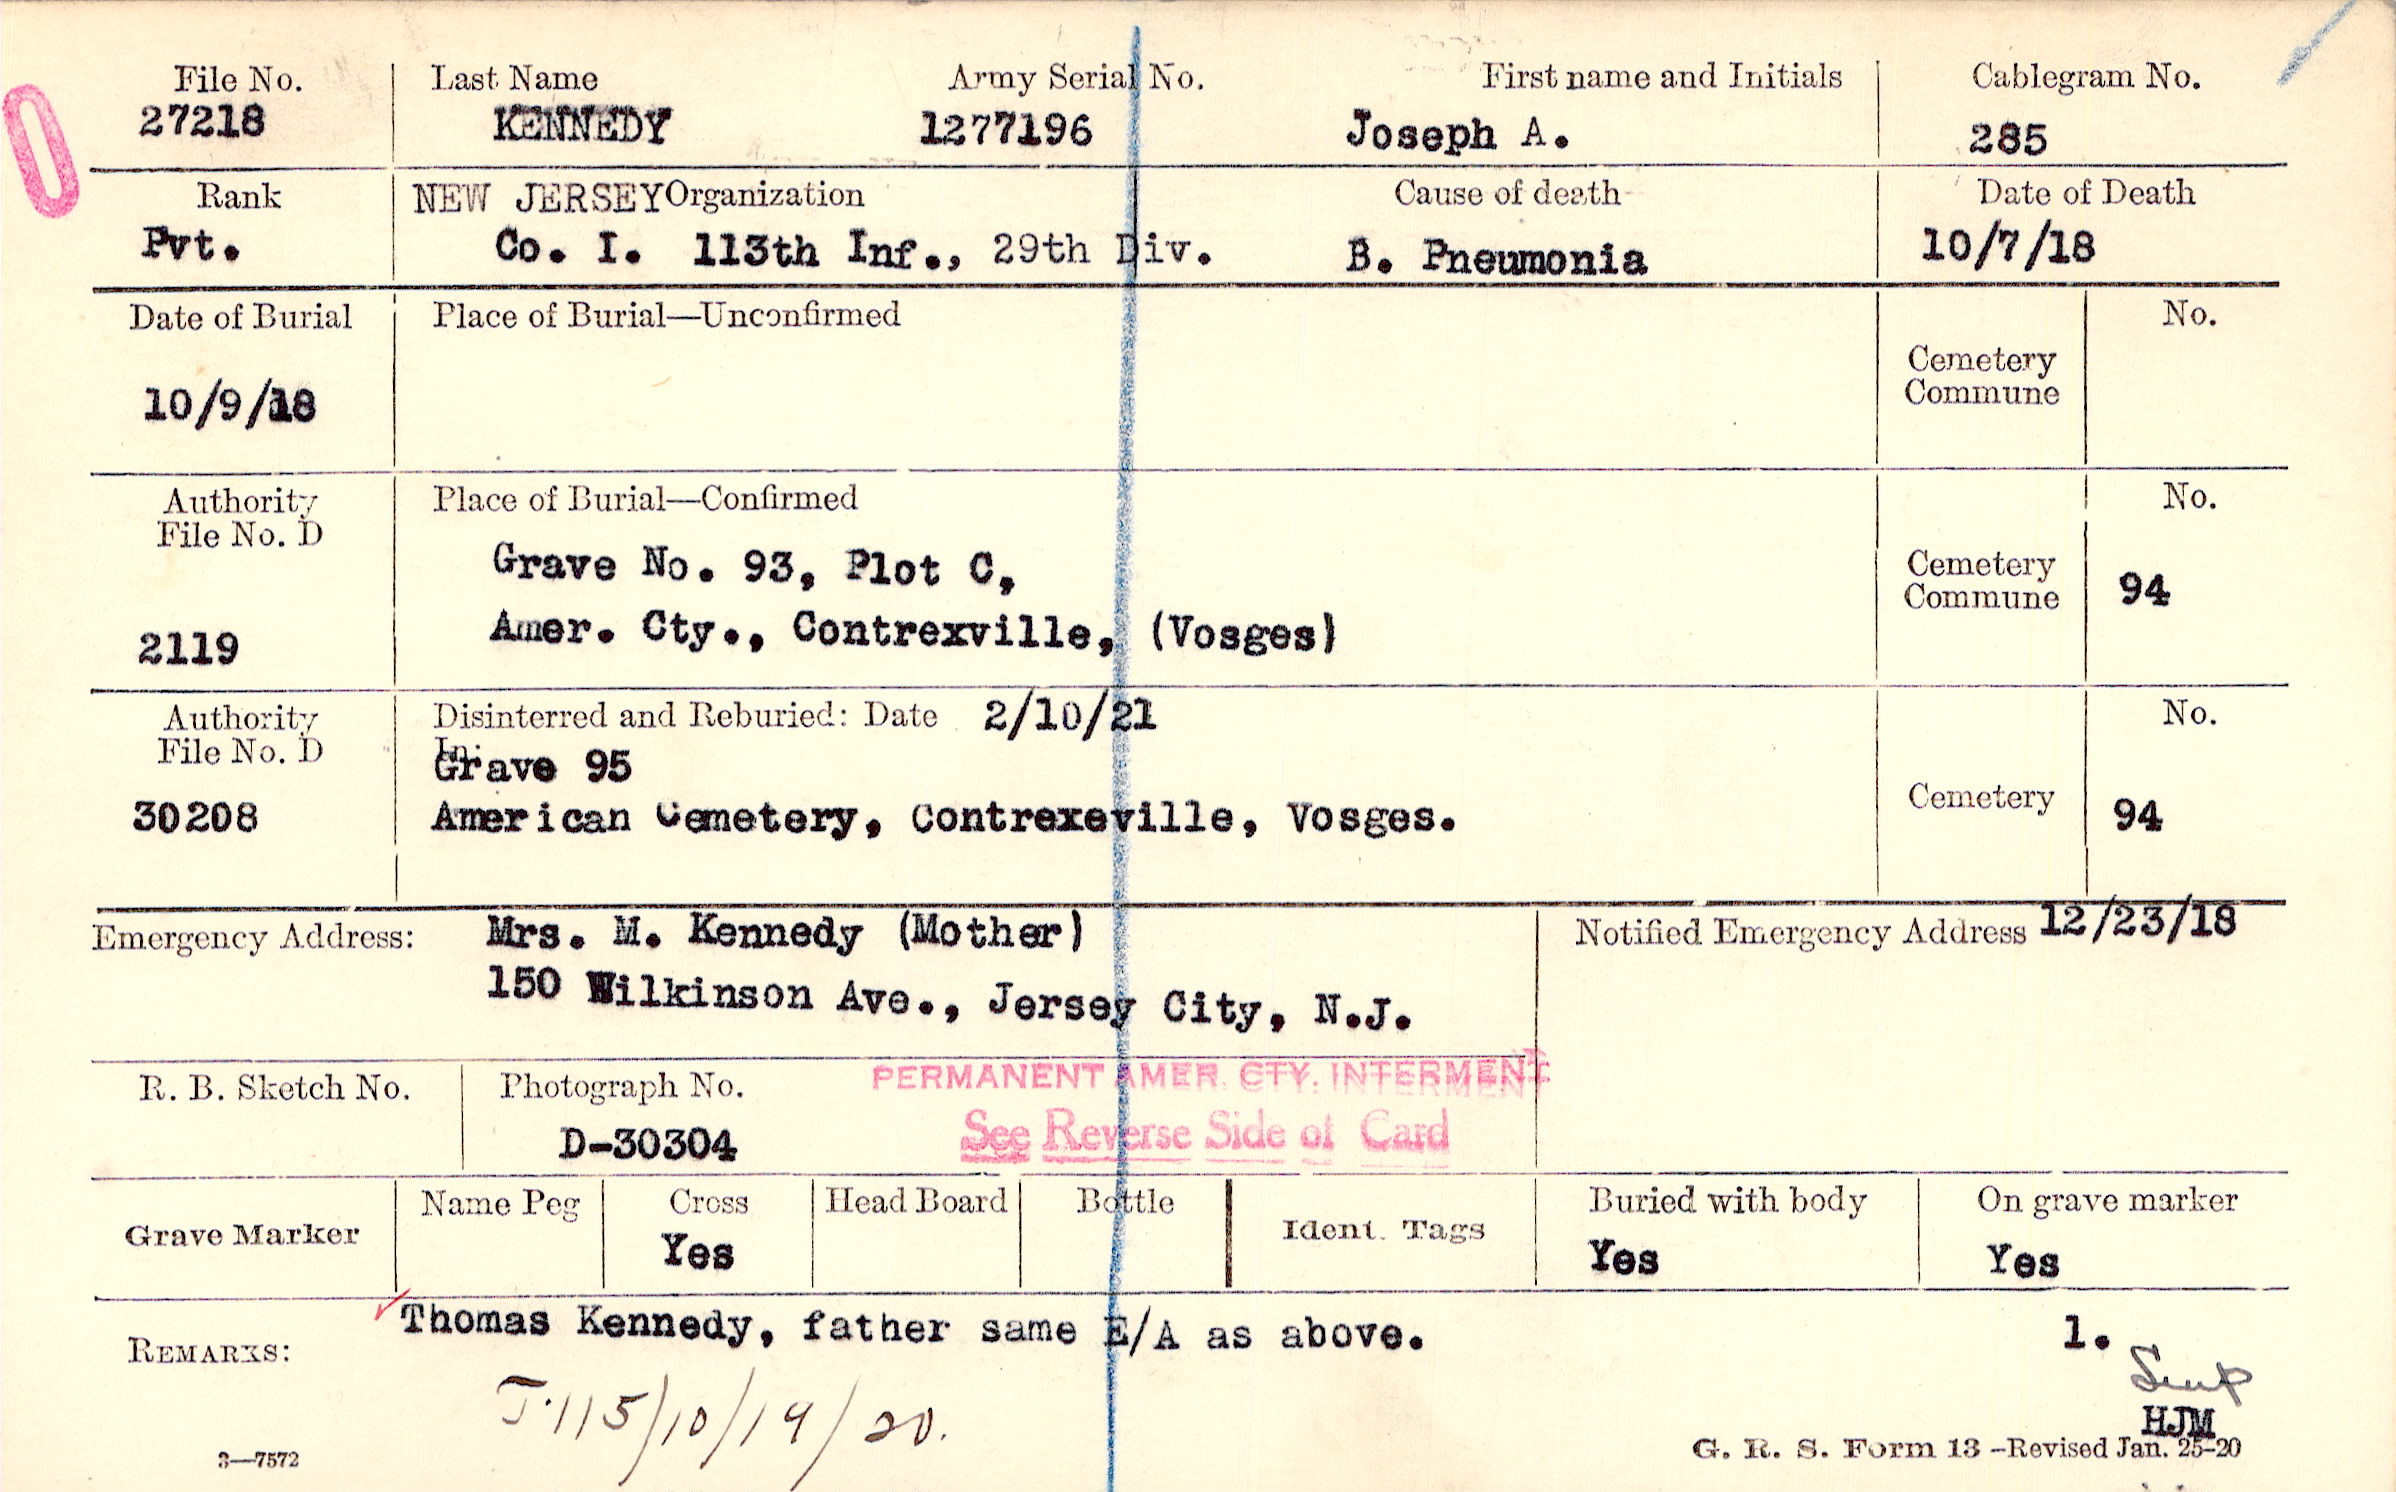 File No. Last Name Army Serial No. First name and Initials Cablegram No.
27218 KENNEDY 1277196 Joseph A. 285
Rank NEW JERSEY Organization Cause of death Date of Death
Pvt. Co. I. 113th Inf., 29th Div. B. Pneumonia 10/7/18
Date of Burial Place of Burial—Unconfirmed No.
Cemetery
Commune
10/9/18
Authority Place of Burial—Confirmed No.
File No. D
Grave No. 93, Plot C, Cemetery
Commune 94
2119 Amer. Cty., Contrexville, (Vosges)
Authority Disinterred and Reburied: Date 2/10/21 No.
File No. D In:
Grave 95
30208 American Cemetery, Contrexeville, Vosges. Cemetery 94
Emergency Address: Mrs. M. Kennedy (Mother) Notified Emergency Address 12/23/18
150 Wilkinson Ave., Jersey City, N.J.
R. B. Sketch No. Photograph No. PERMANENT AMER. CTY. INTERMENT
D-30304 See Reverse Side of Card
Grave Marker Name Peg Cross Head Board Bottle Ident. Tags Buried with body On grave marker
Yes Yes Yes
REMARKS: Thomas Kennedy, father same E/A as above. 1.
J.115/10/19/20.
HJM
3—7572 G. R. S. Form 13 -Revised Jan. 25-20